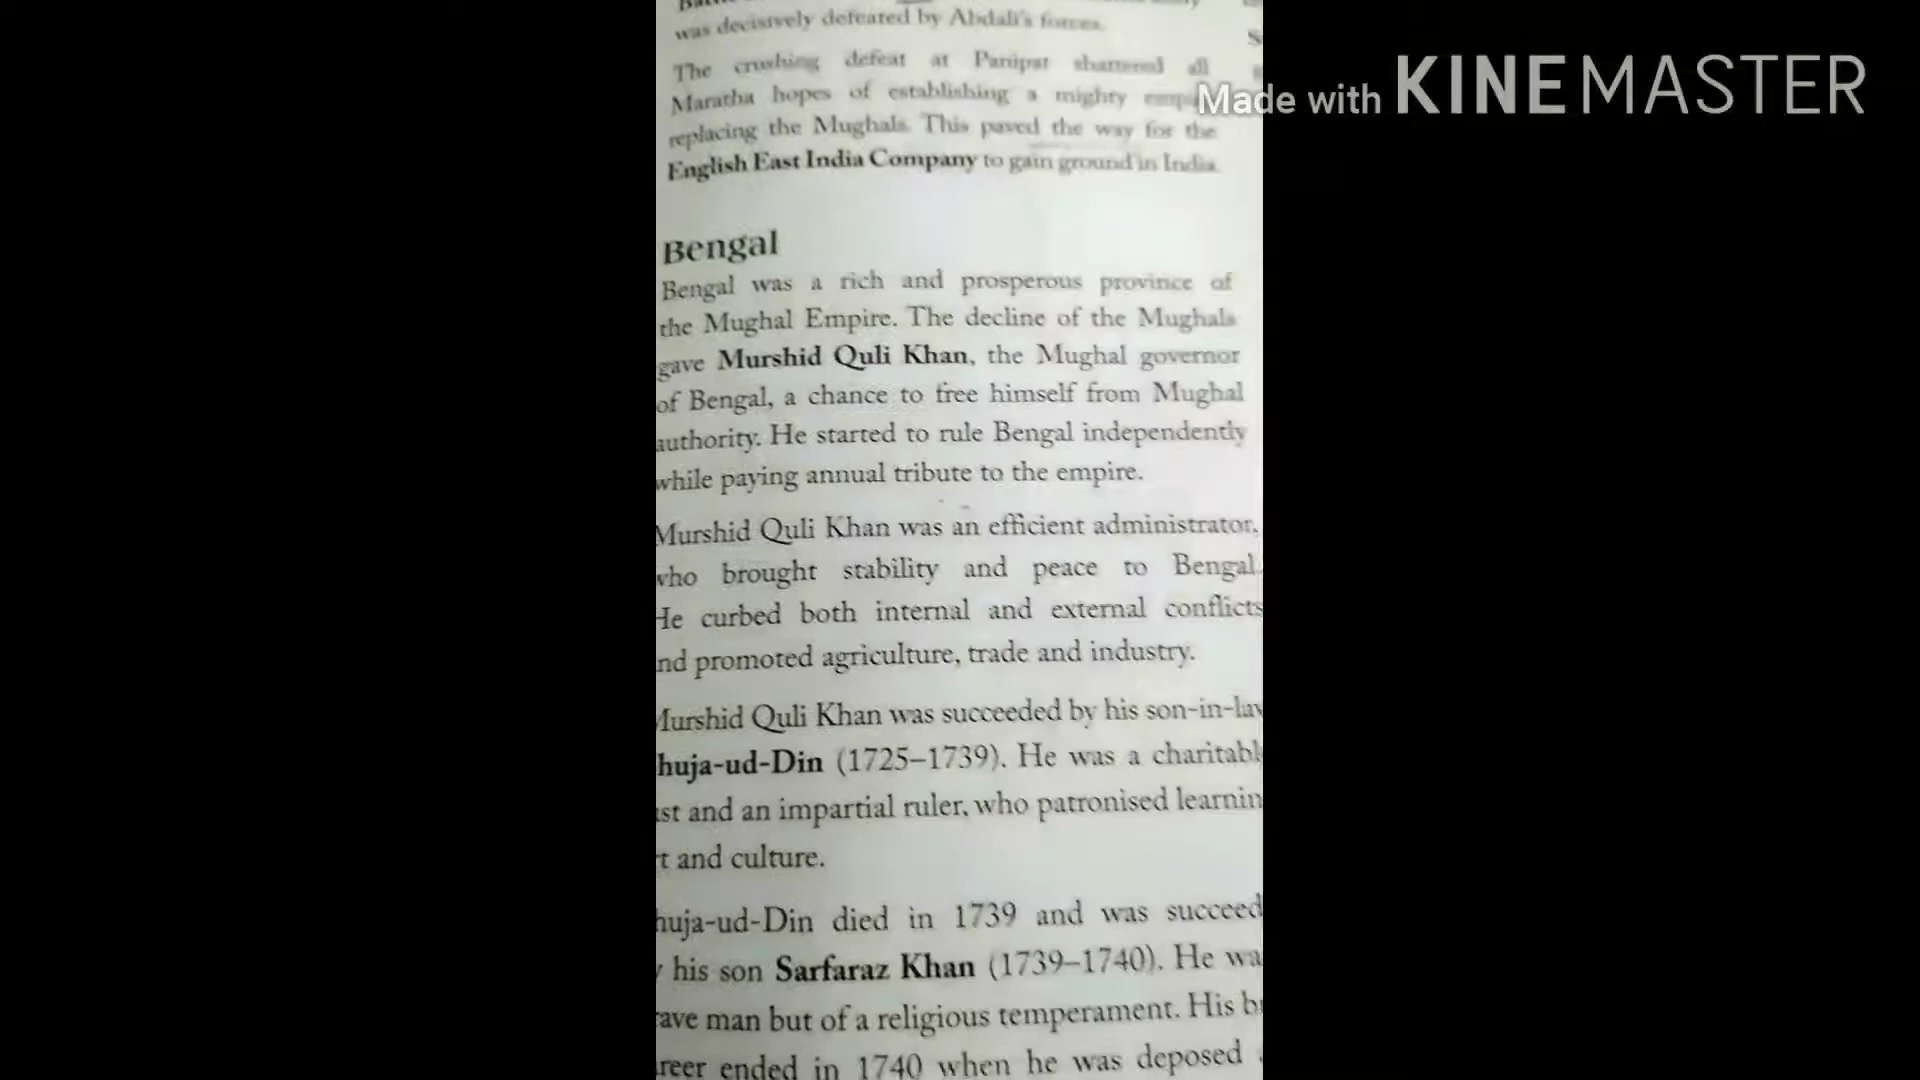 was decisively defeated by Abdali's forces.
The crushing defeat at Panipat shattered all
Maratha hopes of establishing a mighty
replacing the Mughals. This paved the way for the
English East India Company to gain ground in India.
Made with KINEMASTER
Bengal
Bengal was a rich and prosperous province of
the Mughal Empire. The decline of the Mughals
gave Murshid Quli Khan, the Mughal governor
of Bengal, a chance to free himself from Mughal
authority. He started to rule Bengal independently
while paying annual tribute to the empire.
Murshid Quli Khan was an efficient administrator,
who brought stability and peace to Bengal.
He curbed both internal and external conflicts
nd promoted agriculture, trade and industry.
Murshid Quli Khan was succeeded by his son-in-law
huja-ud-Din (1725–1739). He was a charitabl
ust and an impartial ruler, who patronised learnin
rt and culture.
huja-ud-Din died in 1739 and was succeed
y his son Sarfaraz Khan (1739–1740). He wa
rave man but of a religious temperament. His br
reer ended in 1740 when he was deposed